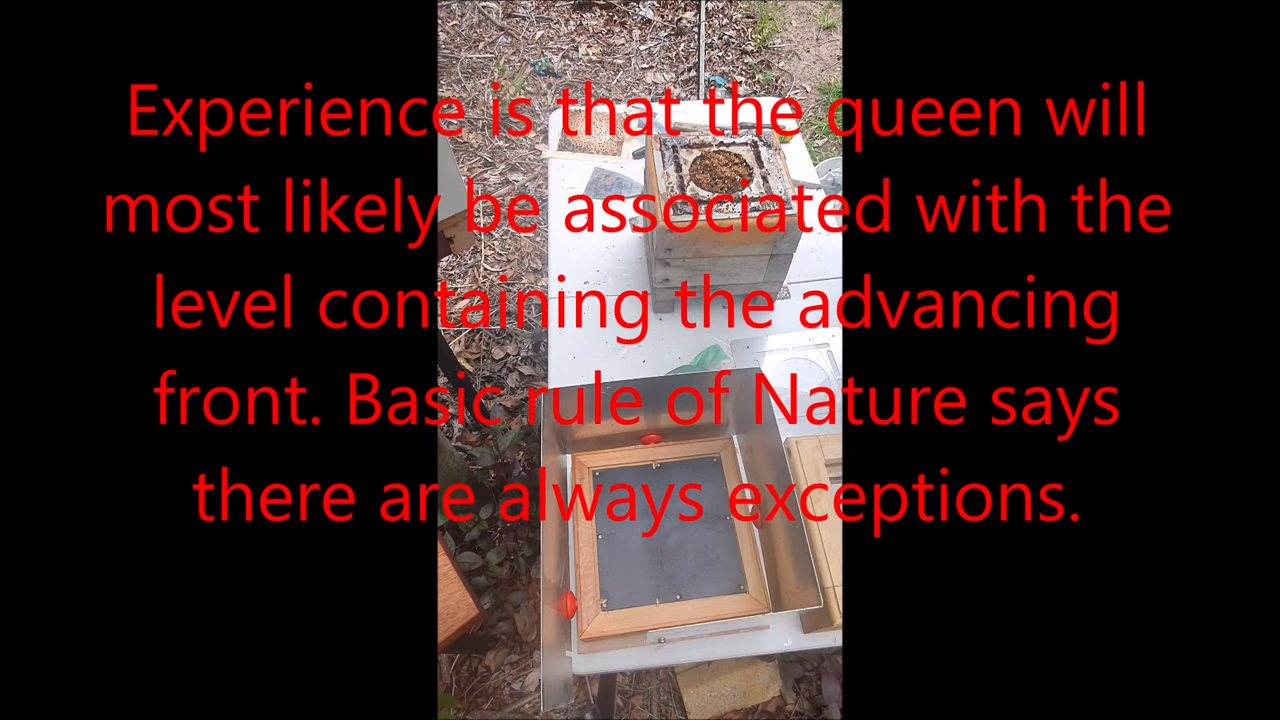 Experience is that the queen will
most likely be associated with the
level containing the advancing
front. Basic rule of Nature says
there are always exceptions.